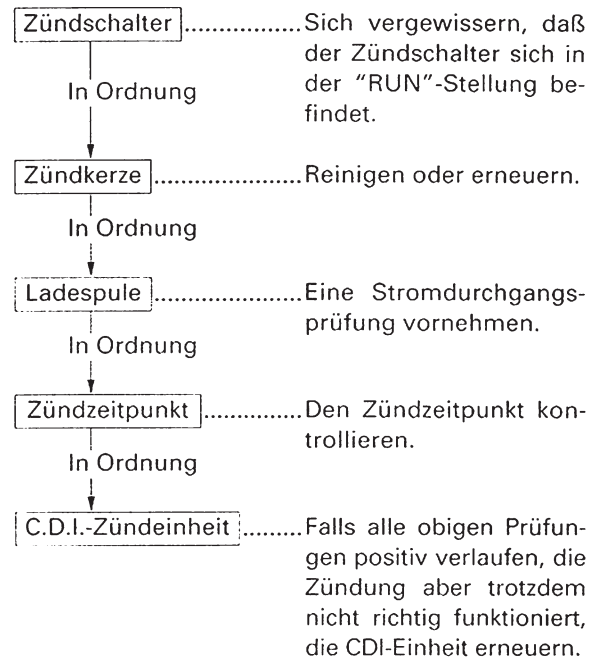 Zündschalter.................Sich vergewissern, daß
der Zündschalter sich in
In Ordnung der "RUN"-Stellung be-
findet.
Zündkerze.....................Reinigen oder erneuern.
In Ordnung
Ladespule.....................Eine Stromdurchgangs-
prüfung vornehmen.
In Ordnung
Zündzeitpunkt..............Den Zündzeitpunkt kon-
trollieren.
In Ordnung
C.D.I.-Zündeinheit.........Falls alle obigen Prüfun-
gen positiv verlaufen, die
Zündung aber trotzdem
nicht richtig funktioniert,
die CDI-Einheit erneuern.